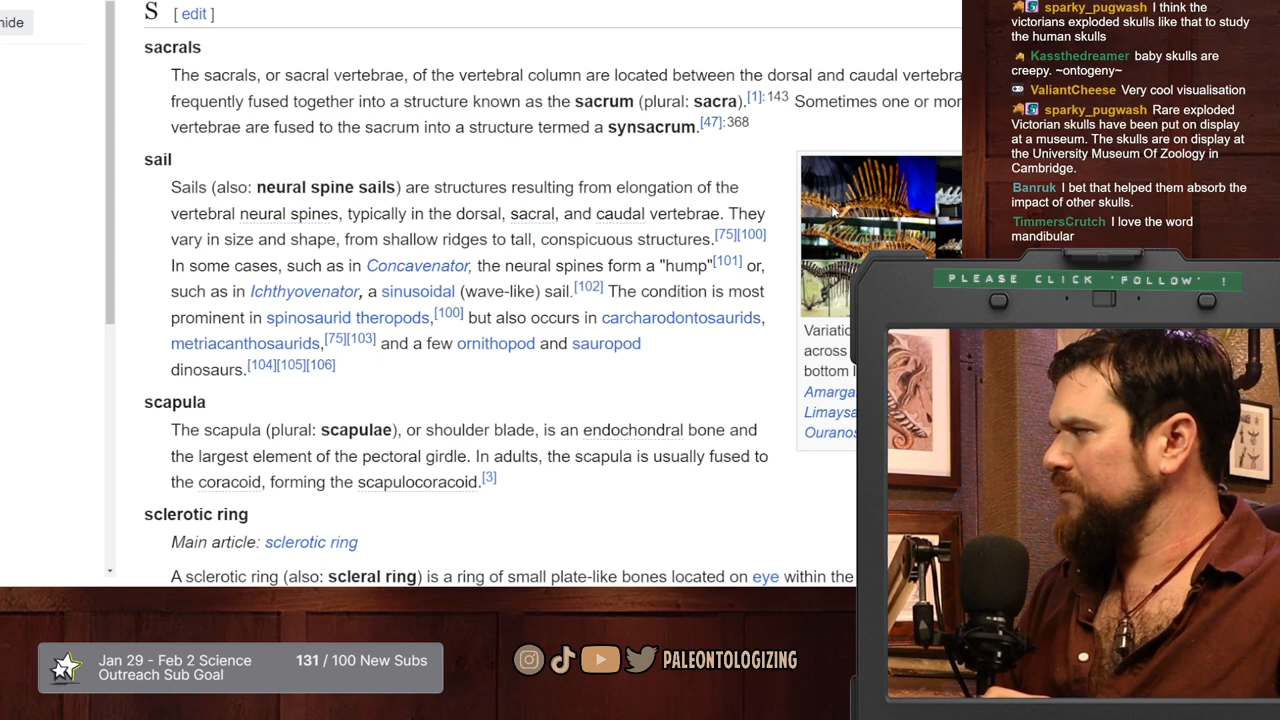 hide
S [ edit ]
sacrals
The sacrals, or sacral vertebrae, of the vertebral column are located between the dorsal and caudal
frequently fused together into a structure known as the sacrum (plural: sacra).[1]:143 Sometimes one or
vertebrae are fused to the sacrum into a structure termed a synsacrum.[47]:368
sail
Sails (also: neural spine sails) are structures resulting from elongation of the
vertebral neural spines, typically in the dorsal, sacral, and caudal vertebrae. They
vary in size and shape, from shallow ridges to tall, conspicuous structures.[75][100]
In some cases, such as in Concavenator, the neural spines form a "hump"[101] or,
such as in Ichthyovenator, a sinusoidal (wave-like) sail.[102] The condition is most
prominent in spinosaurid theropods,[100] but also occurs in carcharodontosaurids,
metriacanthosaurids,[75][103] and a few ornithopod and sauropod
dinosaurs.[104][105][106]
across
bottom
scapula
The scapula (plural: scapulae), or shoulder blade, is an endochondral bone and
the largest element of the pectoral girdle. In adults, the scapula is usually fused to
the coracoid, forming the scapulocoracoid.[3]
sclerotic ring
Main article: sclerotic ring
A sclerotic ring (also: scleral ring) is a ring of small plate-like bones located on eye within the
sparky_pugwash I think the
victorians exploded skulls like that to study
the human skulls
Kassthedreamer baby skulls are
creepy. ~ontogeny~
ValiantCheese Very cool visualisation
sparky_pugwash Rare exploded
Victorian skulls have been put on display
at a museum. The skulls are on display at
the University Museum Of Zoology in
Cambridge.
Banruk I bet that helped them absorb the
impact of other skulls.
TimmersCrutch I love the word
mandibular
PLEASE CLICK 'FOLLOW' !
Jan 29 - Feb 2 Science
Outreach Sub Goal
131 / 100 New Subs
PALEONTOLOGIZING